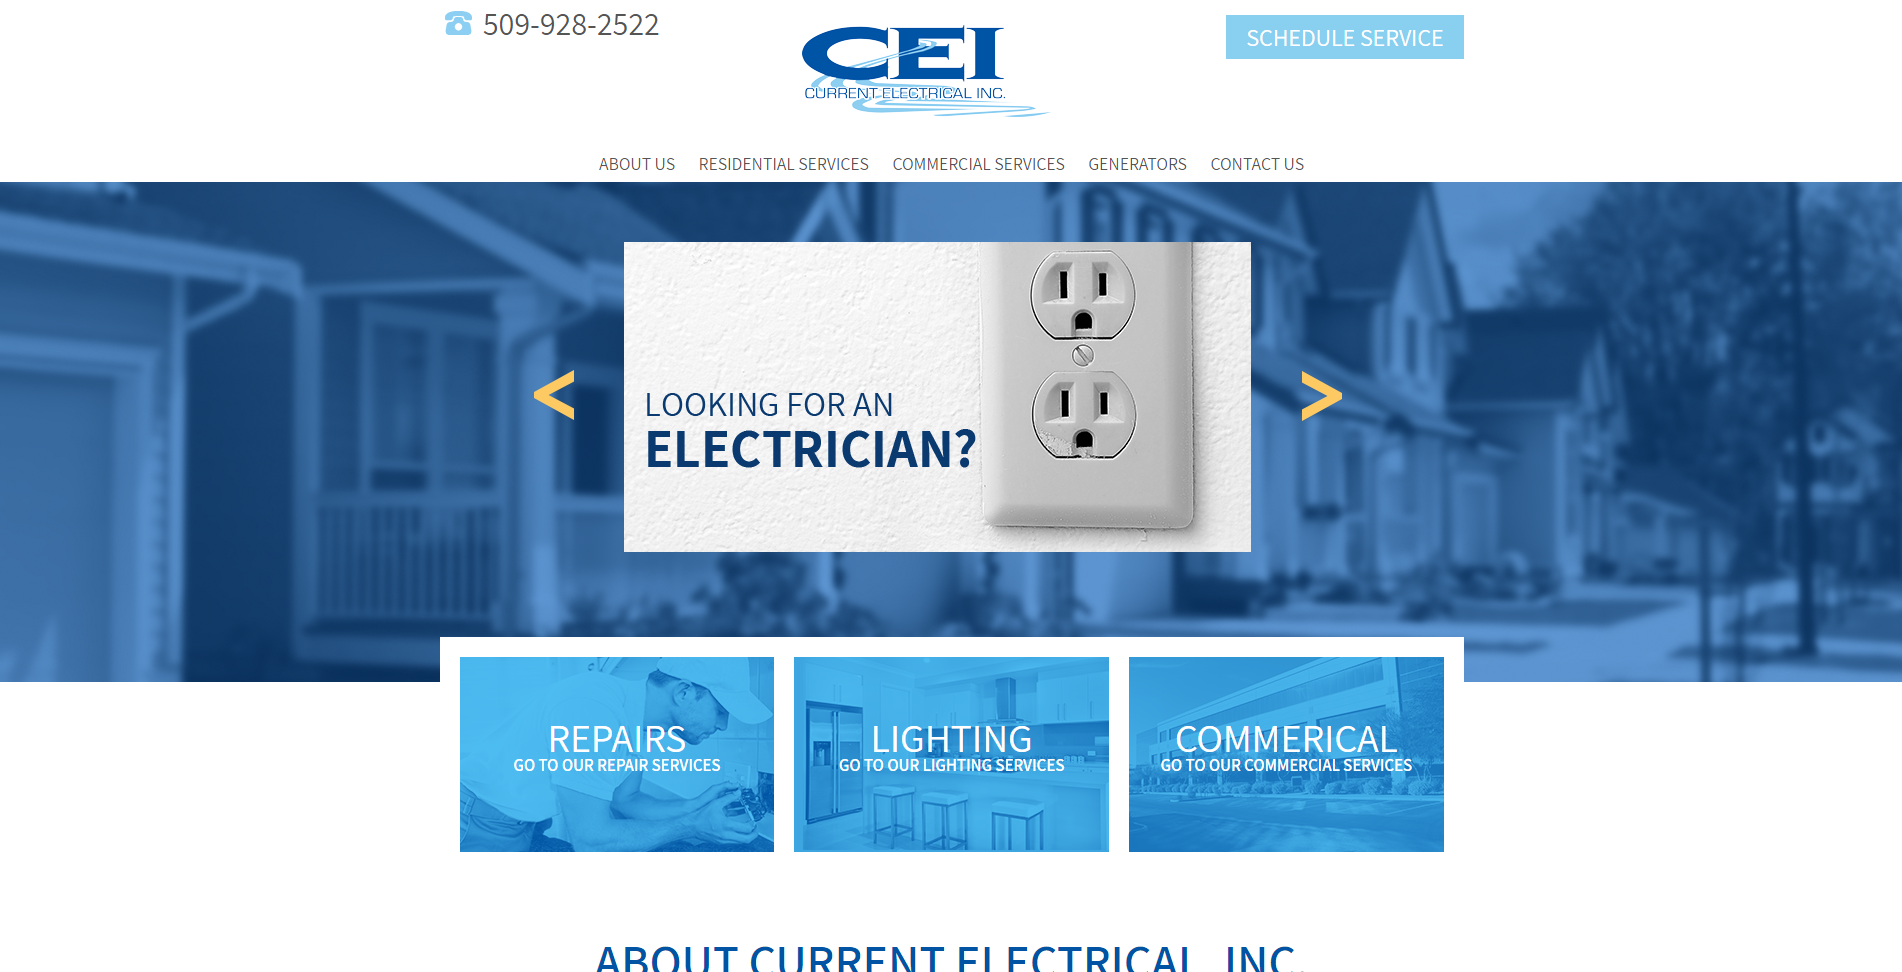 509-928-2522
CEI
CURRENT ELECTRICAL INC.
SCHEDULE SERVICE
ABOUT US RESIDENTIAL SERVICES COMMERCIAL SERVICES GENERATORS CONTACT US
<
LOOKING FOR AN
ELECTRICIAN?
>
REPAIRS
GO TO OUR REPAIR SERVICES
LIGHTING
GO TO OUR LIGHTING SERVICES
COMMERICAL
GO TO OUR COMMERCIAL SERVICES
ABOUT CURRENT ELECTRICAL, INC.